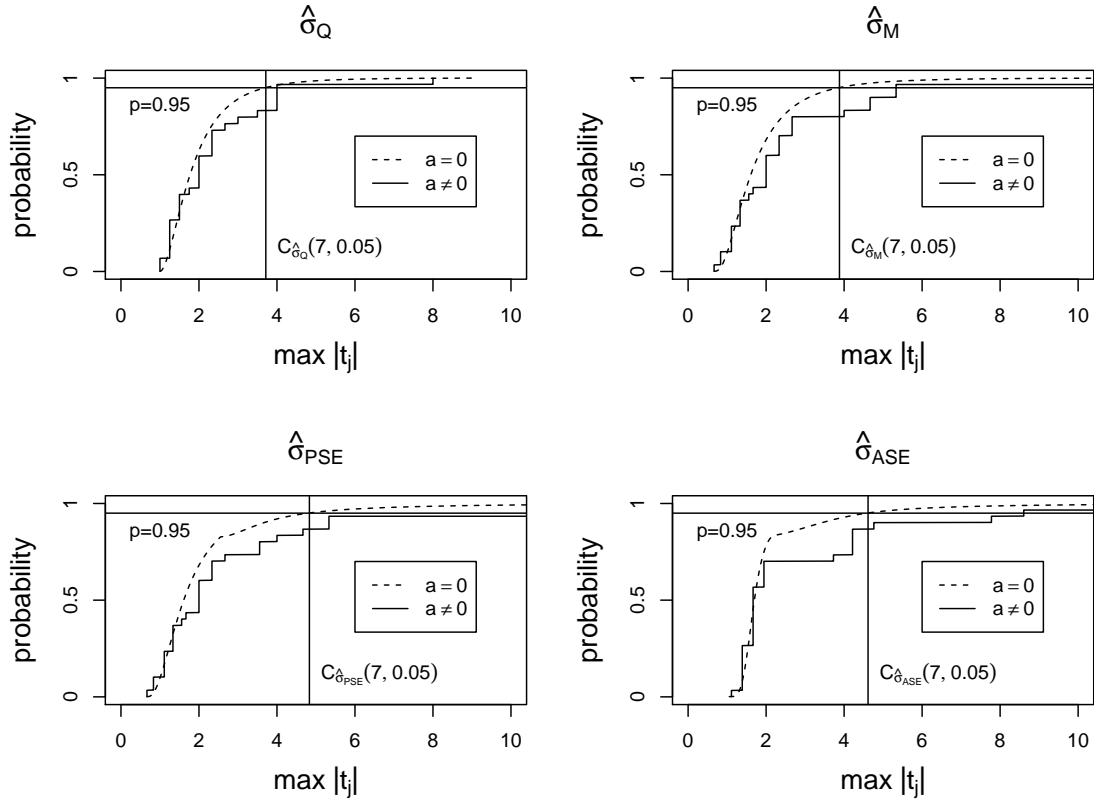 σ̂_Q
probability
0 0.5 1
p=0.95
a = 0
a ≠ 0
C_σ̂_Q(7, 0.05)
0 2 4 6 8 10
max |t_j|
σ̂_M
probability
0 0.5 1
p=0.95
a = 0
a ≠ 0
C_σ̂_M(7, 0.05)
0 2 4 6 8 10
max |t_j|
σ̂_PSE
probability
0 0.5 1
p=0.95
a = 0
a ≠ 0
C_σ̂_PSE(7, 0.05)
0 2 4 6 8 10
max |t_j|
σ̂_ASE
probability
0 0.5 1
p=0.95
a = 0
a ≠ 0
C_σ̂_ASE(7, 0.05)
0 2 4 6 8 10
max |t_j|